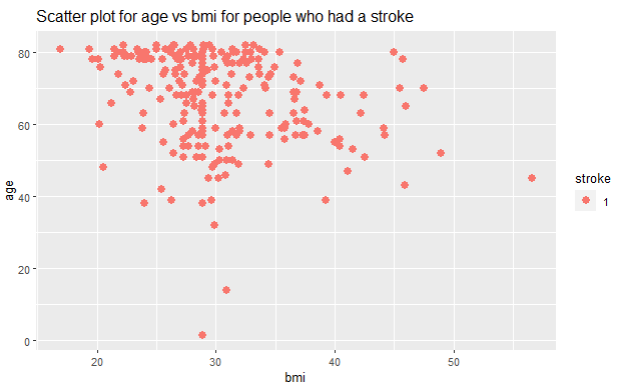 Scatter plot for age vs bmi for people who had a stroke
80
60
40
20
0
age
20 30 40 50
bmi
stroke
1